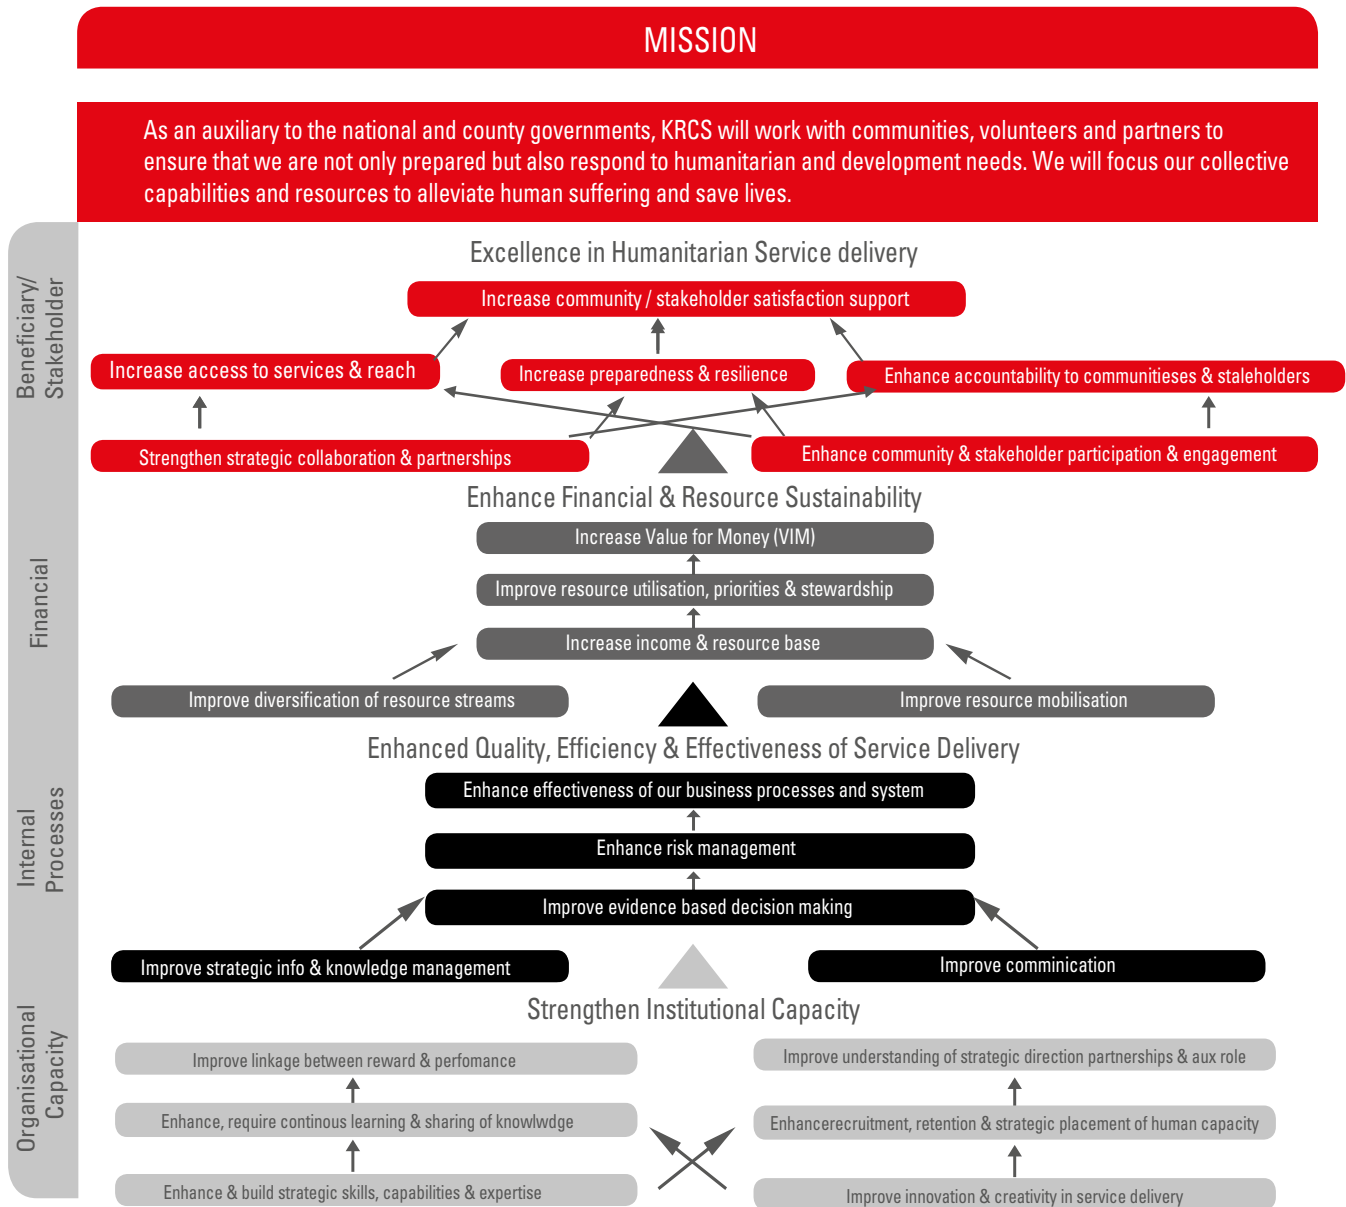 MISSION
As an auxiliary to the national and county governments, KRCS will work with communities, volunteers and partners to
ensure that we are not only prepared but also respond to humanitarian and development needs. We will focus our collective
capabilities and resources to alleviate human suffering and save lives.
Beneficiary/
Stakeholder
Excellence in Humanitarian Service delivery
Increase community / stakeholder satisfaction support
Increase access to services & reach
Increase preparedness & resilience
Enhance accountability to communitieses & staleholders
Strengthen strategic collaboration & partnerships
Enhance community & stakeholder participation & engagement
Financial
Enhance Financial & Resource Sustainability
Increase Value for Money (VIM)
Improve resource utilisation, priorities & stewardship
Increase income & resource base
Improve diversification of resource streams
Improve resource mobilisation
Internal
Processes
Enhanced Quality, Efficiency & Effectiveness of Service Delivery
Enhance effectiveness of our business processes and system
Enhance risk management
Improve evidence based decision making
Improve strategic info & knowledge management
Improve comminication
Organisational
Capacity
Strengthen Institutional Capacity
Improve linkage between reward & perfomance
Improve understanding of strategic direction partnerships & aux role
Enhance, require continous learning & sharing of knowlwdge
Enhancerecruitment, retention & strategic placement of human capacity
Enhance & build strategic skills, capabilities & expertise
Improve innovation & creativity in service delivery